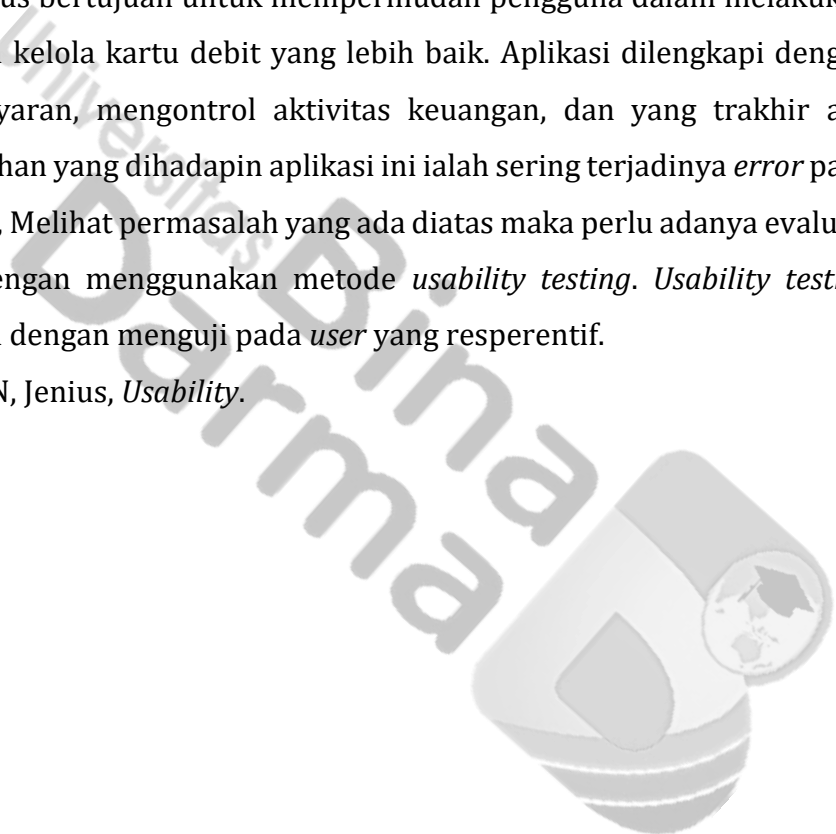 us bertujuan untuk mempermudah pengguna dalam melakuk
kelola kartu debit yang lebih baik. Aplikasi dilengkapi deng
yaran, mengontrol aktivitas keuangan, dan yang trakhir a
han yang dihadapin aplikasi ini ialah sering terjadinya error pa
, Melihat permasalah yang ada diatas maka perlu adanya evalu
engan menggunakan metode usability testing. Usability testi
dengan menguji pada user yang resperentif.
N, Jenius, Usability.
Universitas
Bina
Darma